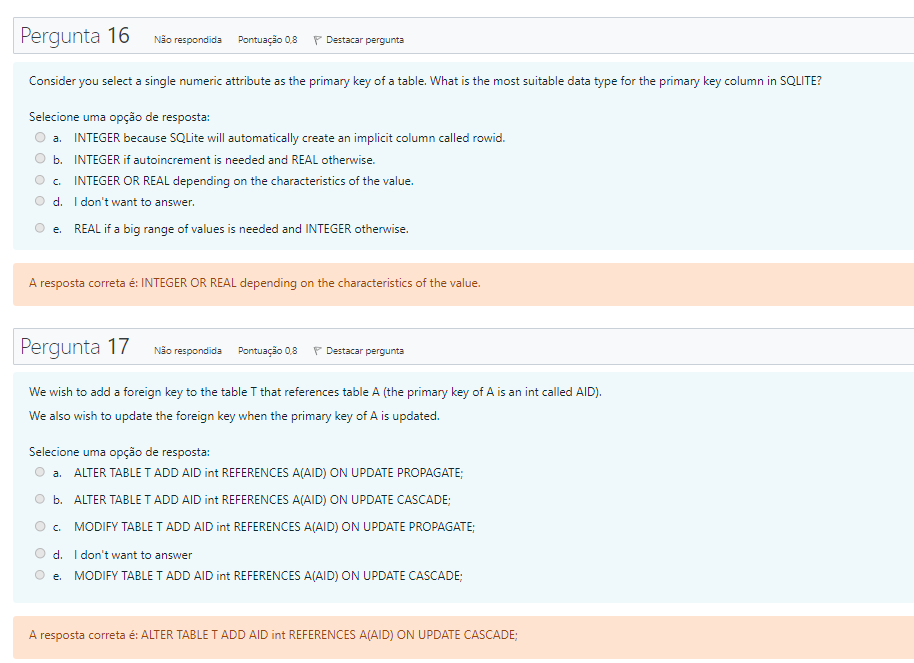 Pergunta 16 Não respondida Pontuação 0,8 Destacar pergunta
Consider you select a single numeric attribute as the primary key of a table. What is the most suitable data type for the primary key column in SQLITE?
Selecione uma opção de resposta:
a. INTEGER because SQLite will automatically create an implicit column called rowid.
b. INTEGER if autoincrement is needed and REAL otherwise.
c. INTEGER OR REAL depending on the characteristics of the value.
d. I don't want to answer.
e. REAL if a big range of values is needed and INTEGER otherwise.
A resposta correta é: INTEGER OR REAL depending on the characteristics of the value.
Pergunta 17 Não respondida Pontuação 0,8 Destacar pergunta
We wish to add a foreign key to the table T that references table A (the primary key of A is an int called AID).
We also wish to update the foreign key when the primary key of A is updated.
Selecione uma opção de resposta:
a. ALTER TABLE T ADD AID int REFERENCES A(AID) ON UPDATE PROPAGATE;
b. ALTER TABLE T ADD AID int REFERENCES A(AID) ON UPDATE CASCADE;
c. MODIFY TABLE T ADD AID int REFERENCES A(AID) ON UPDATE PROPAGATE;
d. I don't want to answer
e. MODIFY TABLE T ADD AID int REFERENCES A(AID) ON UPDATE CASCADE;
A resposta correta é: ALTER TABLE T ADD AID int REFERENCES A(AID) ON UPDATE CASCADE;